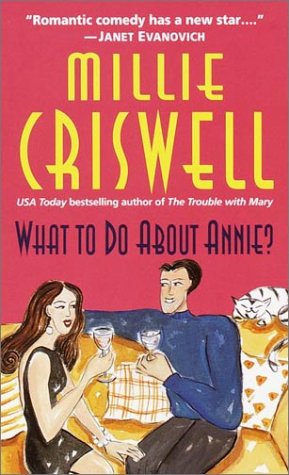 "Romantic comedy has a new star...."
—JANET EVANOVICH
MILLIE
CRISWELL
USA Today bestselling author of The Trouble with Mary
WHAT TO DO ABOUT ANNIE?